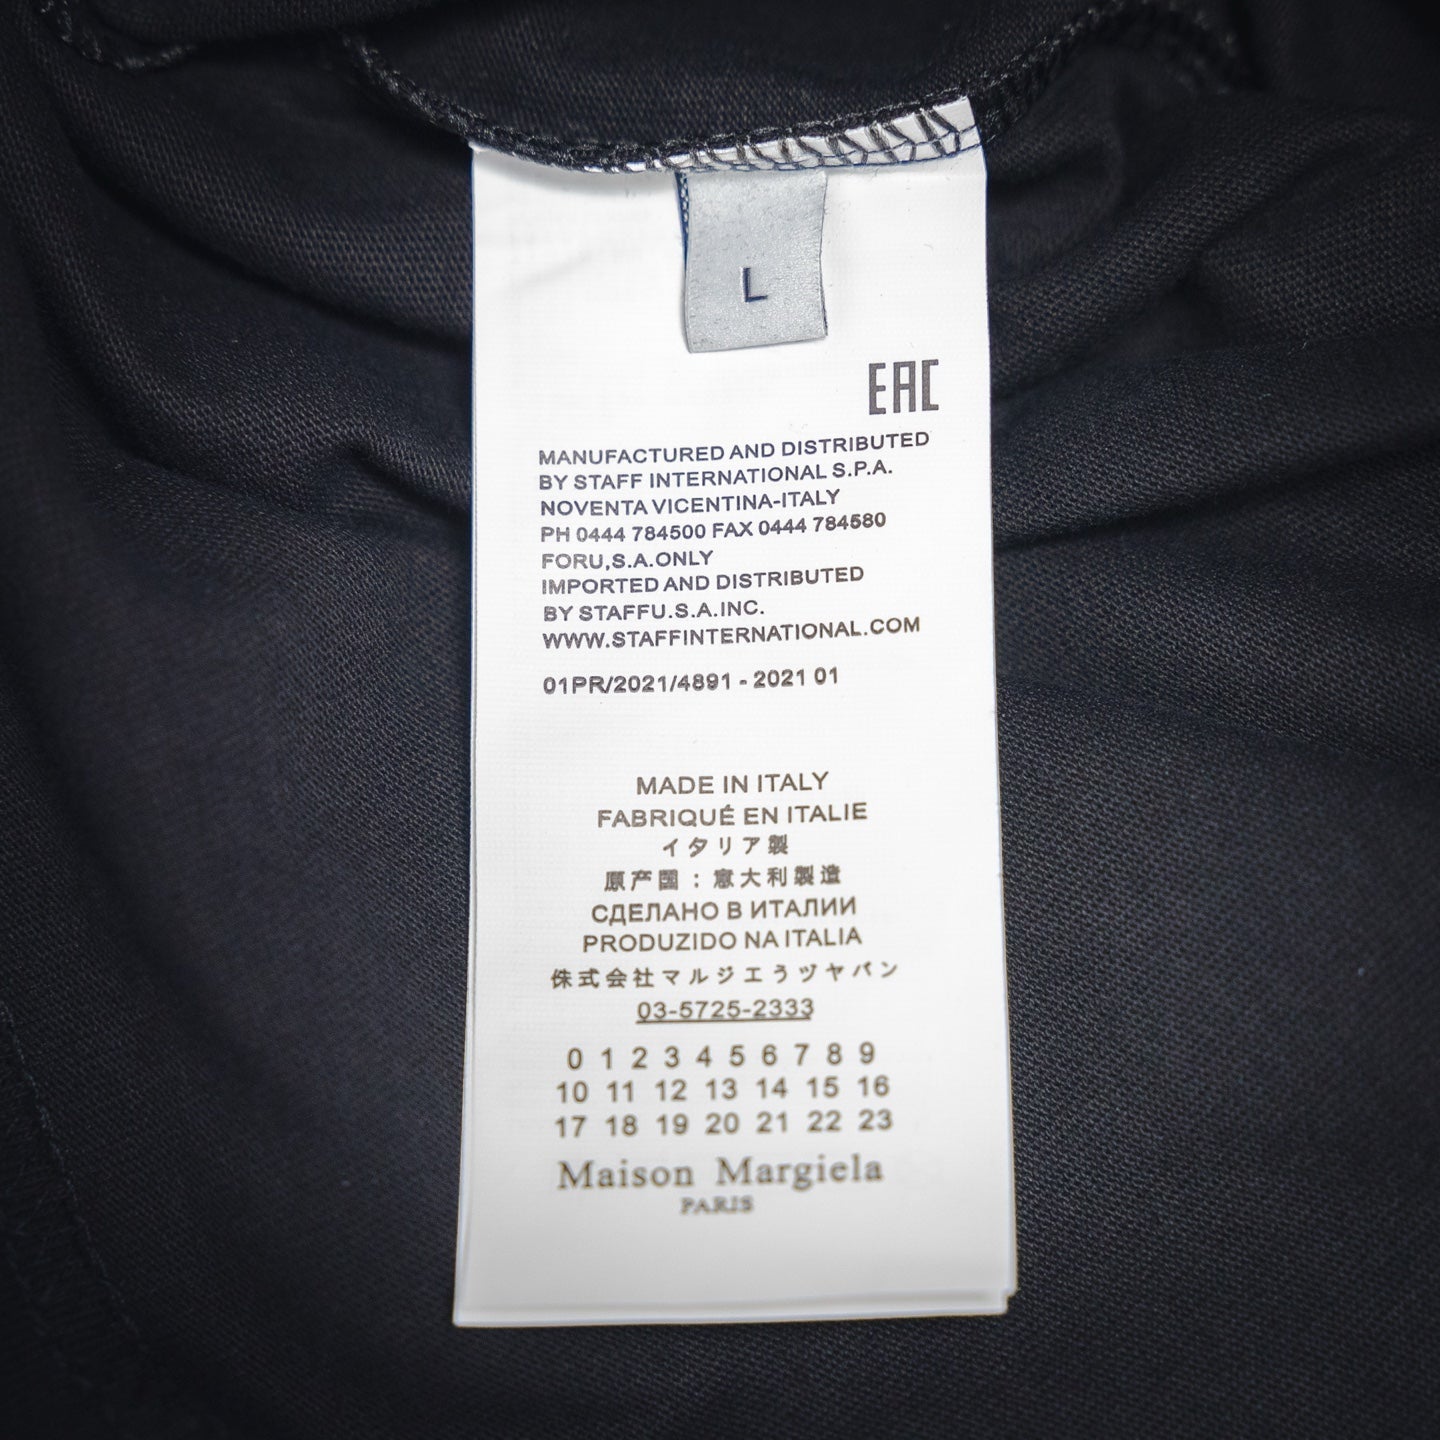 L
EAC
MANUFACTURED AND DISTRIBUTED
BY STAFF INTERNATIONAL S.P.A.
NOVENTA VICENTINA-ITALY
PH 0444 784500 FAX 0444 784580
FORU,S.A.ONLY
IMPORTED AND DISTRIBUTED
BY STAFFU.S.A.INC.
WWW.STAFFINTERNATIONAL.COM
01PR/2021/4891 - 2021 01
MADE IN ITALY
FABRIQUÉ EN ITALIE
イタリア製
原产国：意大利製造
СДЕЛАНО В ИТАЛИИ
PRODUZIDO NA ITALIA
侏式会社マルジエうヅヤパン
03-5725-2333
0 1 2 3 4 5 6 7 8 9
10 11 12 13 14 15 16
17 18 19 20 21 22 23
Maison Margiela
PARIS